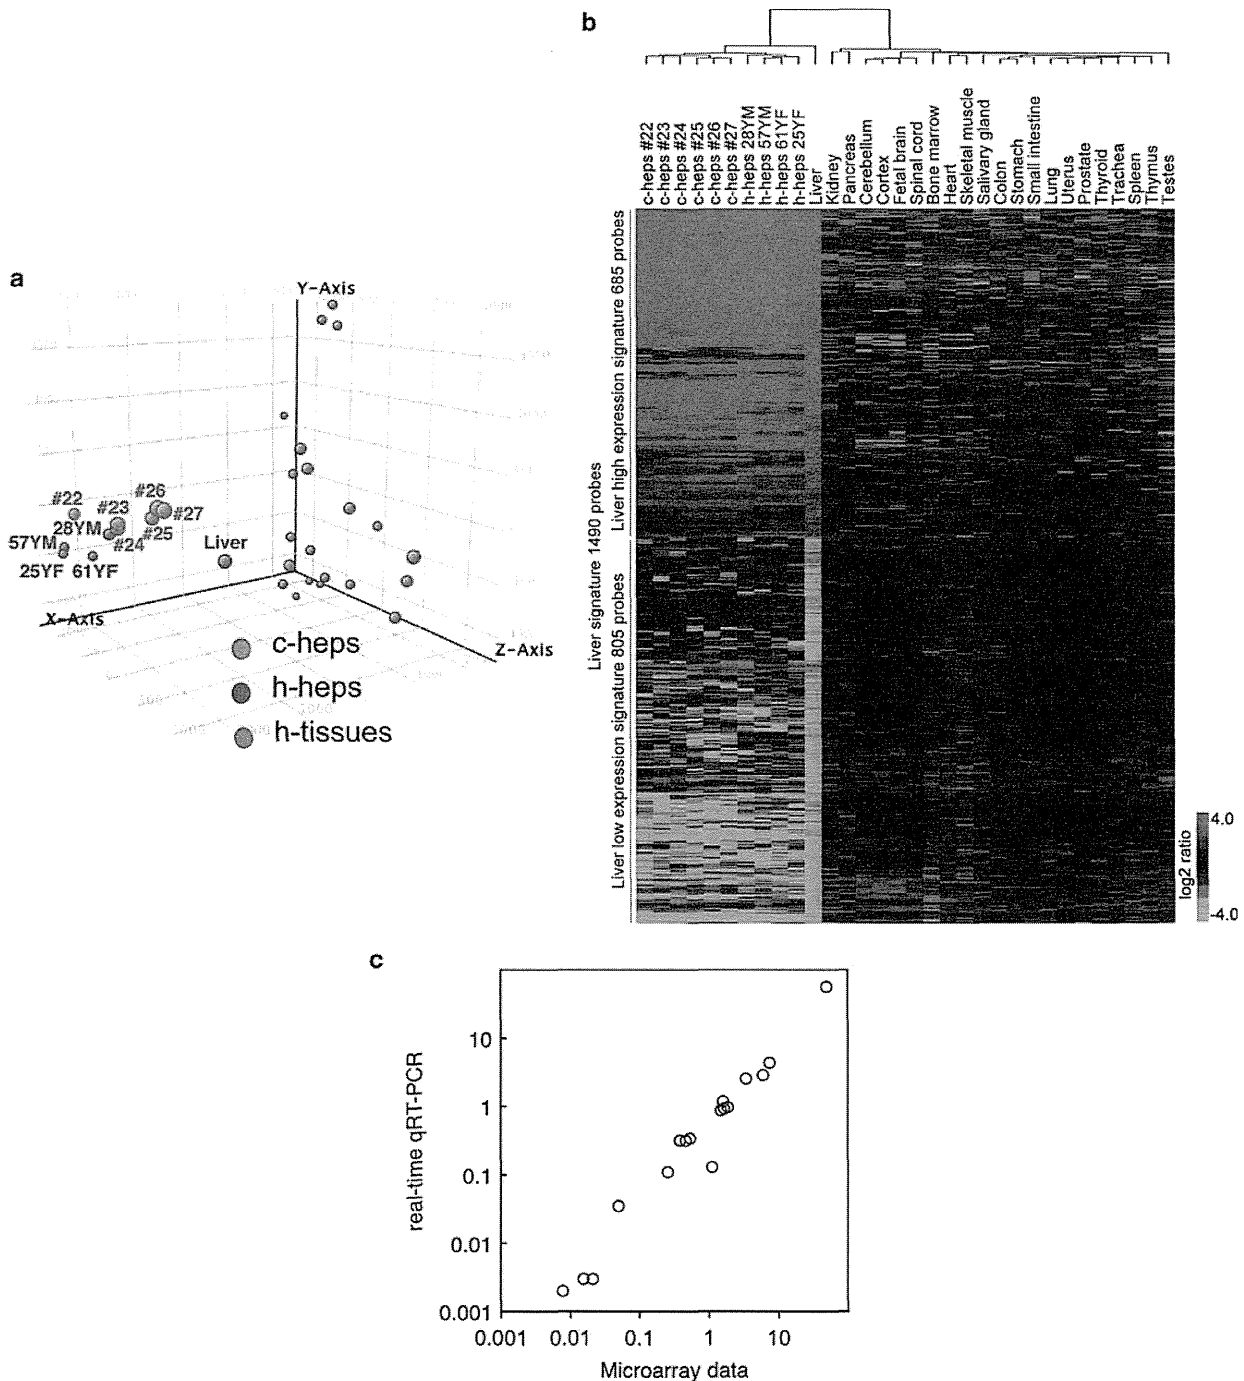 a
Y-Axis
#22
#23
#26
#27
28YM
#25
#24
57YM
25YF
61YF
Liver
X-Axis
Z-Axis
c-heps
h-heps
h-tissues
b
c-heps #22
c-heps #23
c-heps #24
c-heps #25
c-heps #26
c-heps #27
h-heps 28YM
h-heps 57YM
h-heps 61YF
h-heps 25YF
Liver
Kidney
Pancreas
Cerebellum
Cortex
Fetal brain
Spinal cord
Bone marrow
Heart
Skeletal muscle
Salivary gland
Colon
Stomach
Small intestine
Lung
Uterus
Prostate
Thyroid
Trachea
Spleen
Thymus
Testes
Liver signature 1490 probes
Liver high expression signature 685 probes
Liver low expression signature 805 probes
log2 ratio
4.0
-4.0
c
real-time qRT-PCR
10
1
0.1
0.01
0.001
0.001 0.01 0.1 1 10
Microarray data